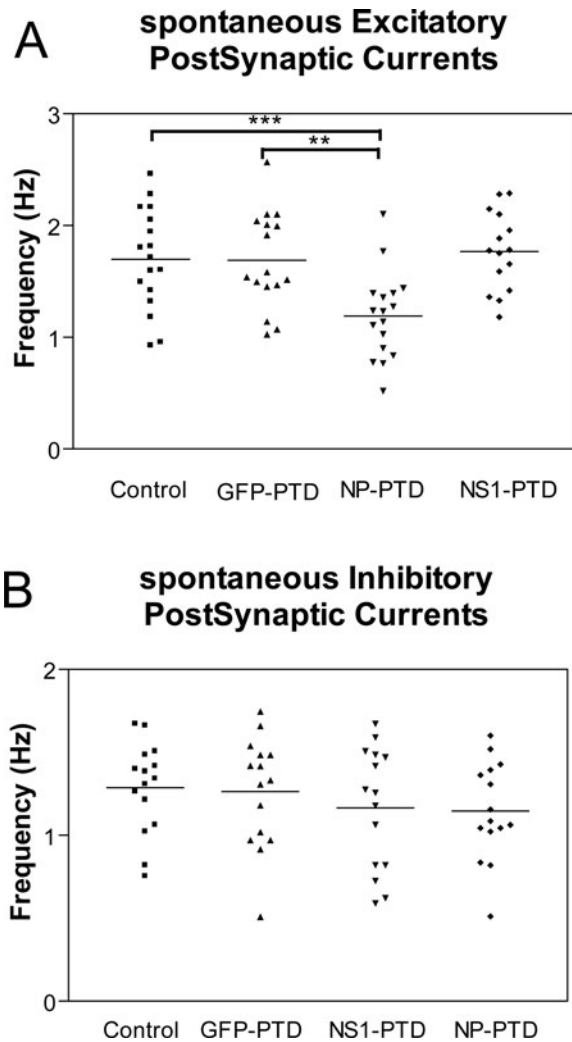 A
spontaneous Excitatory
PostSynaptic Currents
3
***
**
2
1
0
Frequency (Hz)
Control GFP-PTD NP-PTD NS1-PTD
B
spontaneous Inhibitory
PostSynaptic Currents
2
1
0
Frequency (Hz)
Control GFP-PTD NS1-PTD NP-PTD